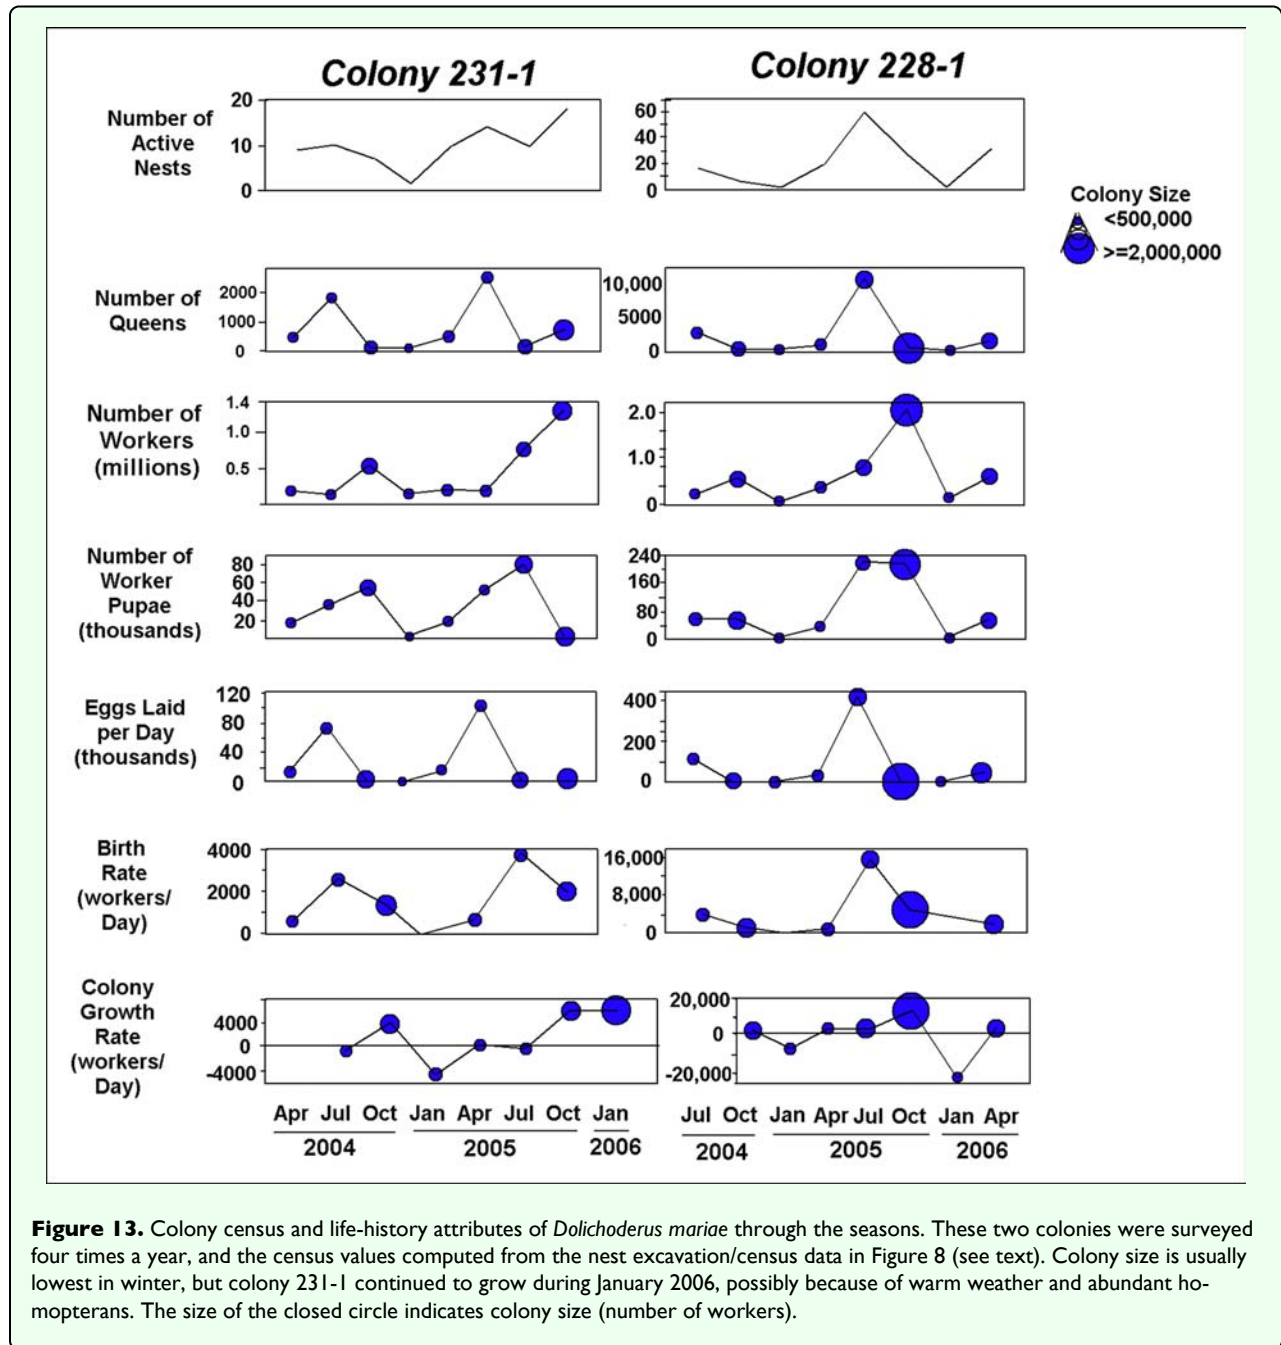 Colony 231-1
Colony 228-1
Number of
Active
Nests
20
10
0
60
40
20
0
Colony Size
<500,000
>=2,000,000
Number of
Queens
2000
1000
0
10,000
5000
0
Number of
Workers
(millions)
1.4
1.0
0.5
2.0
1.0
0
Number of
Worker
Pupae
(thousands)
80
60
40
20
240
160
80
0
Eggs Laid
per Day
(thousands)
120
80
40
0
400
200
0
Birth
Rate
(workers/
Day)
4000
2000
0
16,000
8,000
0
Colony
Growth
Rate
(workers/
Day)
4000
0
-4000
20,000
0
-20,000
Apr Jul Oct Jan Apr Jul Oct Jan
2004 2005 2006
Jul Oct Jan Apr Jul Oct Jan Apr
2004 2005 2006
Figure 13. Colony census and life-history attributes of Dolichoderus mariae through the seasons. These two colonies were surveyed
four times a year, and the census values computed from the nest excavation/census data in Figure 8 (see text). Colony size is usually
lowest in winter, but colony 231-1 continued to grow during January 2006, possibly because of warm weather and abundant ho-
mopterans. The size of the closed circle indicates colony size (number of workers).